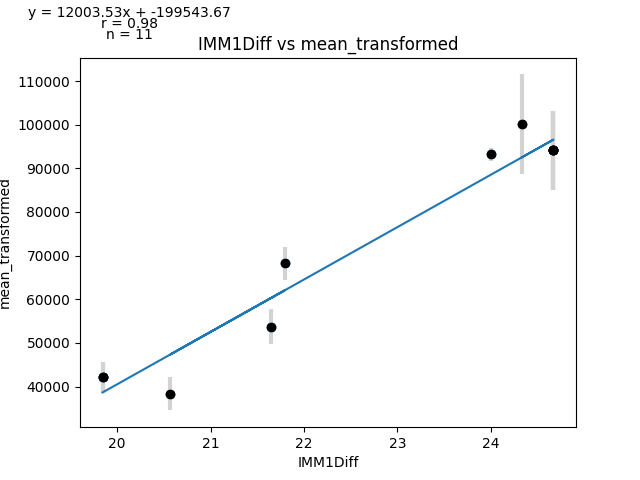 y = 12003.53x + -199543.67
r = 0.98
n = 11
IMM1Diff vs mean_transformed
110000
100000
90000
80000
70000
60000
50000
40000
mean_transformed
20 21 22 23 24
IMM1Diff